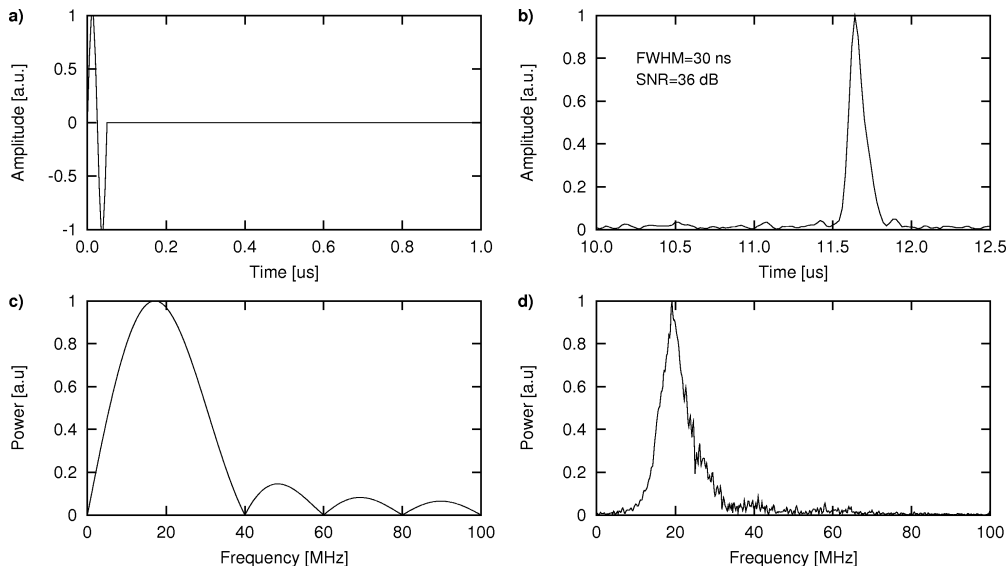 a)
Amplitude [a.u.]
1
0.5
0
-0.5
-1
0.0 0.2 0.4 0.6 0.8 1.0
Time [us]
b)
Amplitude [a.u.]
FWHM=30 ns
SNR=36 dB
1
0.8
0.6
0.4
0.2
0
10.0 10.5 11.0 11.5 12.0 12.5
Time [us]
c)
Power [a.u]
1
0.8
0.6
0.4
0.2
0
0 20 40 60 80 100
Frequency [MHz]
d)
Power [a.u]
1
0.8
0.6
0.4
0.2
0
0 20 40 60 80 100
Frequency [MHz]